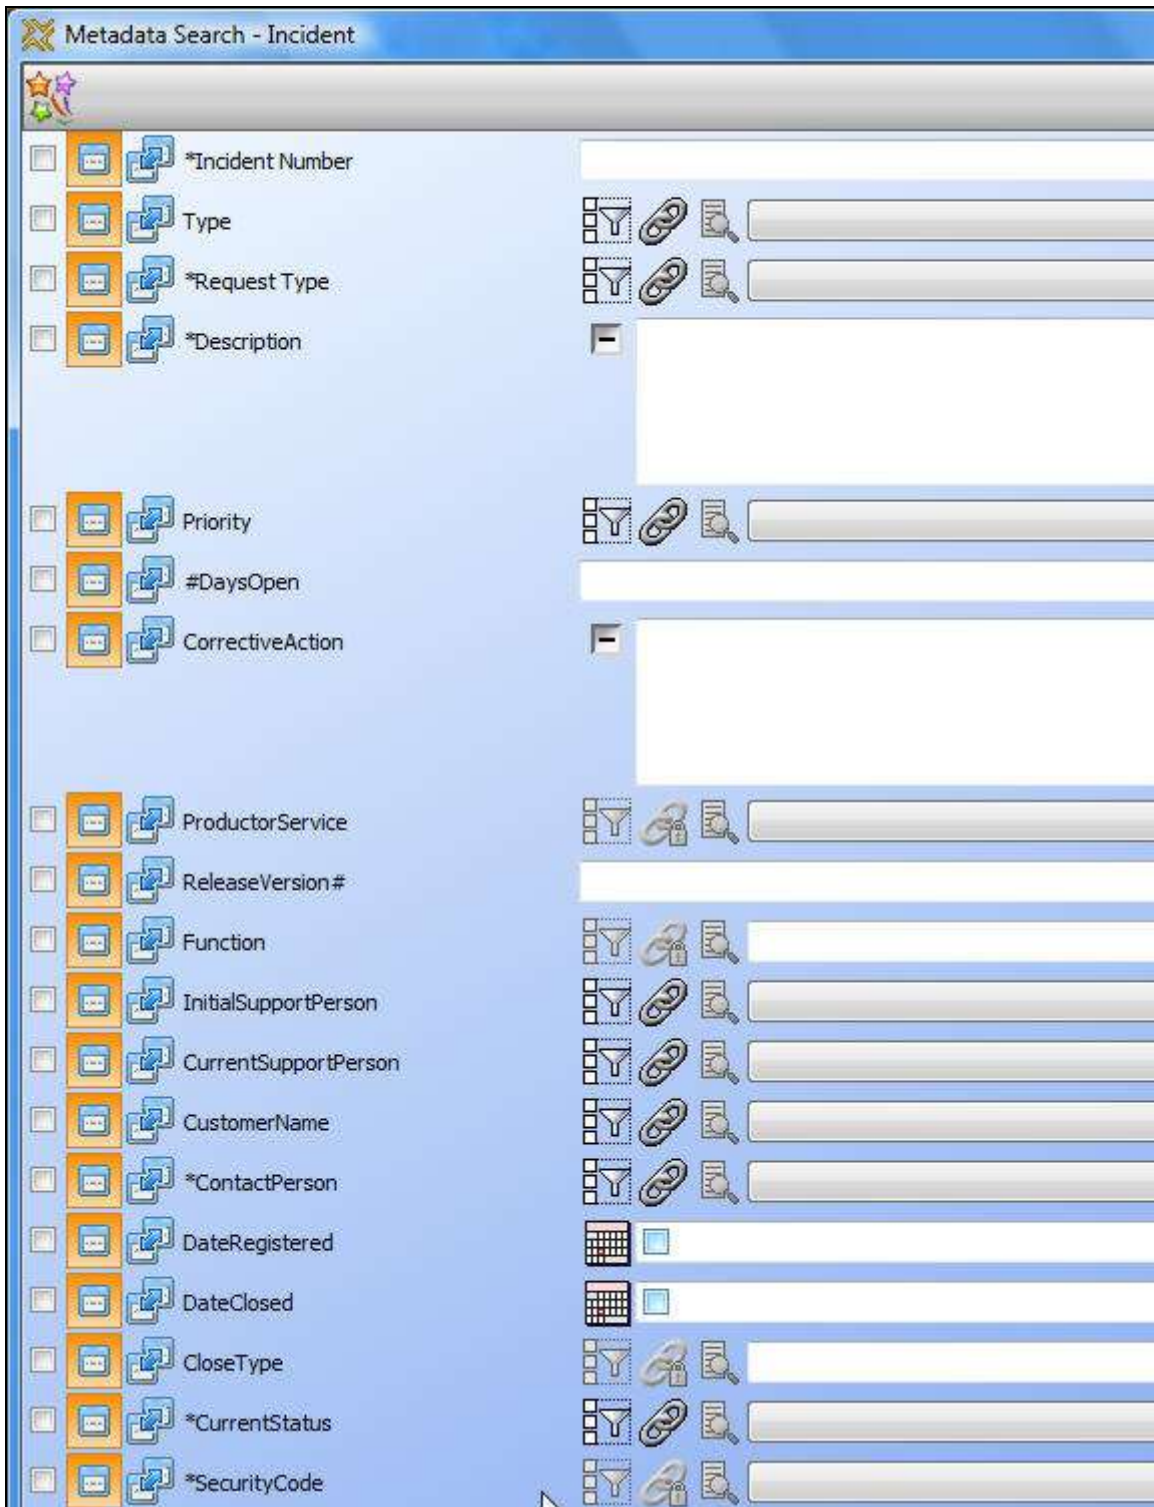 Metadata Search - Incident
*Incident Number
Type
*Request Type
*Description
Priority
#DaysOpen
CorrectiveAction
ProductorService
ReleaseVersion#
Function
InitialSupportPerson
CurrentSupportPerson
CustomerName
*ContactPerson
DateRegistered
DateClosed
CloseType
*CurrentStatus
*SecurityCode